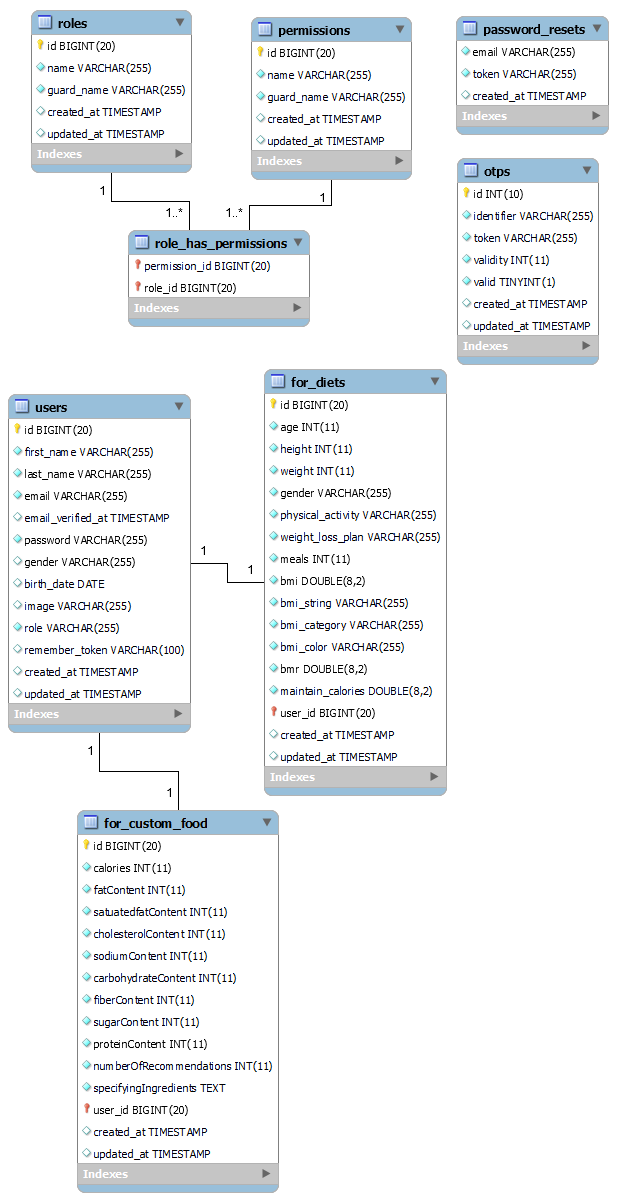 roles
id BIGINT(20)
name VARCHAR(255)
guard_name VARCHAR(255)
created_at TIMESTAMP
updated_at TIMESTAMP
Indexes
permissions
id BIGINT(20)
name VARCHAR(255)
guard_name VARCHAR(255)
created_at TIMESTAMP
updated_at TIMESTAMP
Indexes
password_resets
email VARCHAR(255)
token VARCHAR(255)
created_at TIMESTAMP
Indexes
otps
id INT(10)
identifier VARCHAR(255)
token VARCHAR(255)
validity INT(11)
valid TINYINT(1)
created_at TIMESTAMP
updated_at TIMESTAMP
Indexes
1
1..*
1
1..*
role_has_permissions
permission_id BIGINT(20)
role_id BIGINT(20)
Indexes
users
id BIGINT(20)
first_name VARCHAR(255)
last_name VARCHAR(255)
email VARCHAR(255)
email_verified_at TIMESTAMP
password VARCHAR(255)
gender VARCHAR(255)
birth_date DATE
image VARCHAR(255)
role VARCHAR(255)
remember_token VARCHAR(100)
created_at TIMESTAMP
updated_at TIMESTAMP
Indexes
1
1
for_diets
id BIGINT(20)
age INT(11)
height INT(11)
weight INT(11)
gender VARCHAR(255)
physical_activity VARCHAR(255)
weight_loss_plan VARCHAR(255)
meals INT(11)
bmi DOUBLE(8,2)
bmi_string VARCHAR(255)
bmi_category VARCHAR(255)
bmi_color VARCHAR(255)
bmr DOUBLE(8,2)
maintain_calories DOUBLE(8,2)
user_id BIGINT(20)
created_at TIMESTAMP
updated_at TIMESTAMP
Indexes
1
1
for_custom_food
id BIGINT(20)
calories INT(11)
fatContent INT(11)
satuatedfatContent INT(11)
cholesterolContent INT(11)
sodiumContent INT(11)
carbohydrateContent INT(11)
fiberContent INT(11)
sugarContent INT(11)
proteinContent INT(11)
numberOfRecommendations INT(11)
specifyingIngredients TEXT
user_id BIGINT(20)
created_at TIMESTAMP
updated_at TIMESTAMP
Indexes